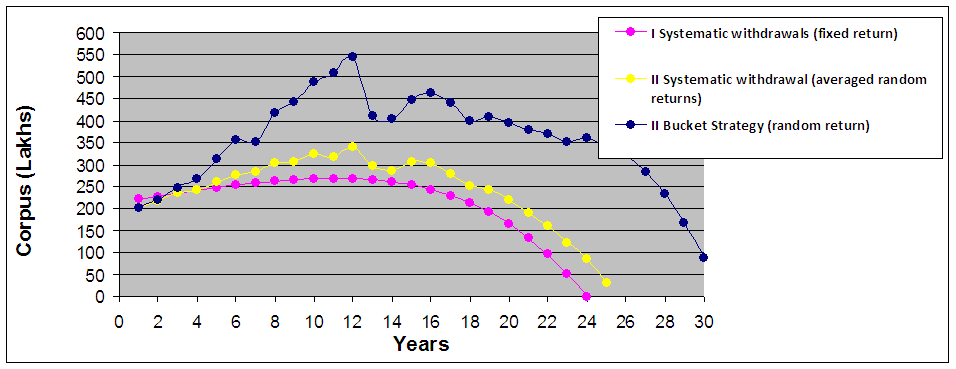 600
550
500
450
400
350
300
250
200
150
100
50
0
Corpus (Lakhs)
0 2 4 6 8 10 12 14 16 18 20 22 24 26 28 30
Years
I Systematic withdrawals (fixed return)
II Systematic withdrawal (averaged random
returns)
II Bucket Strategy (random return)